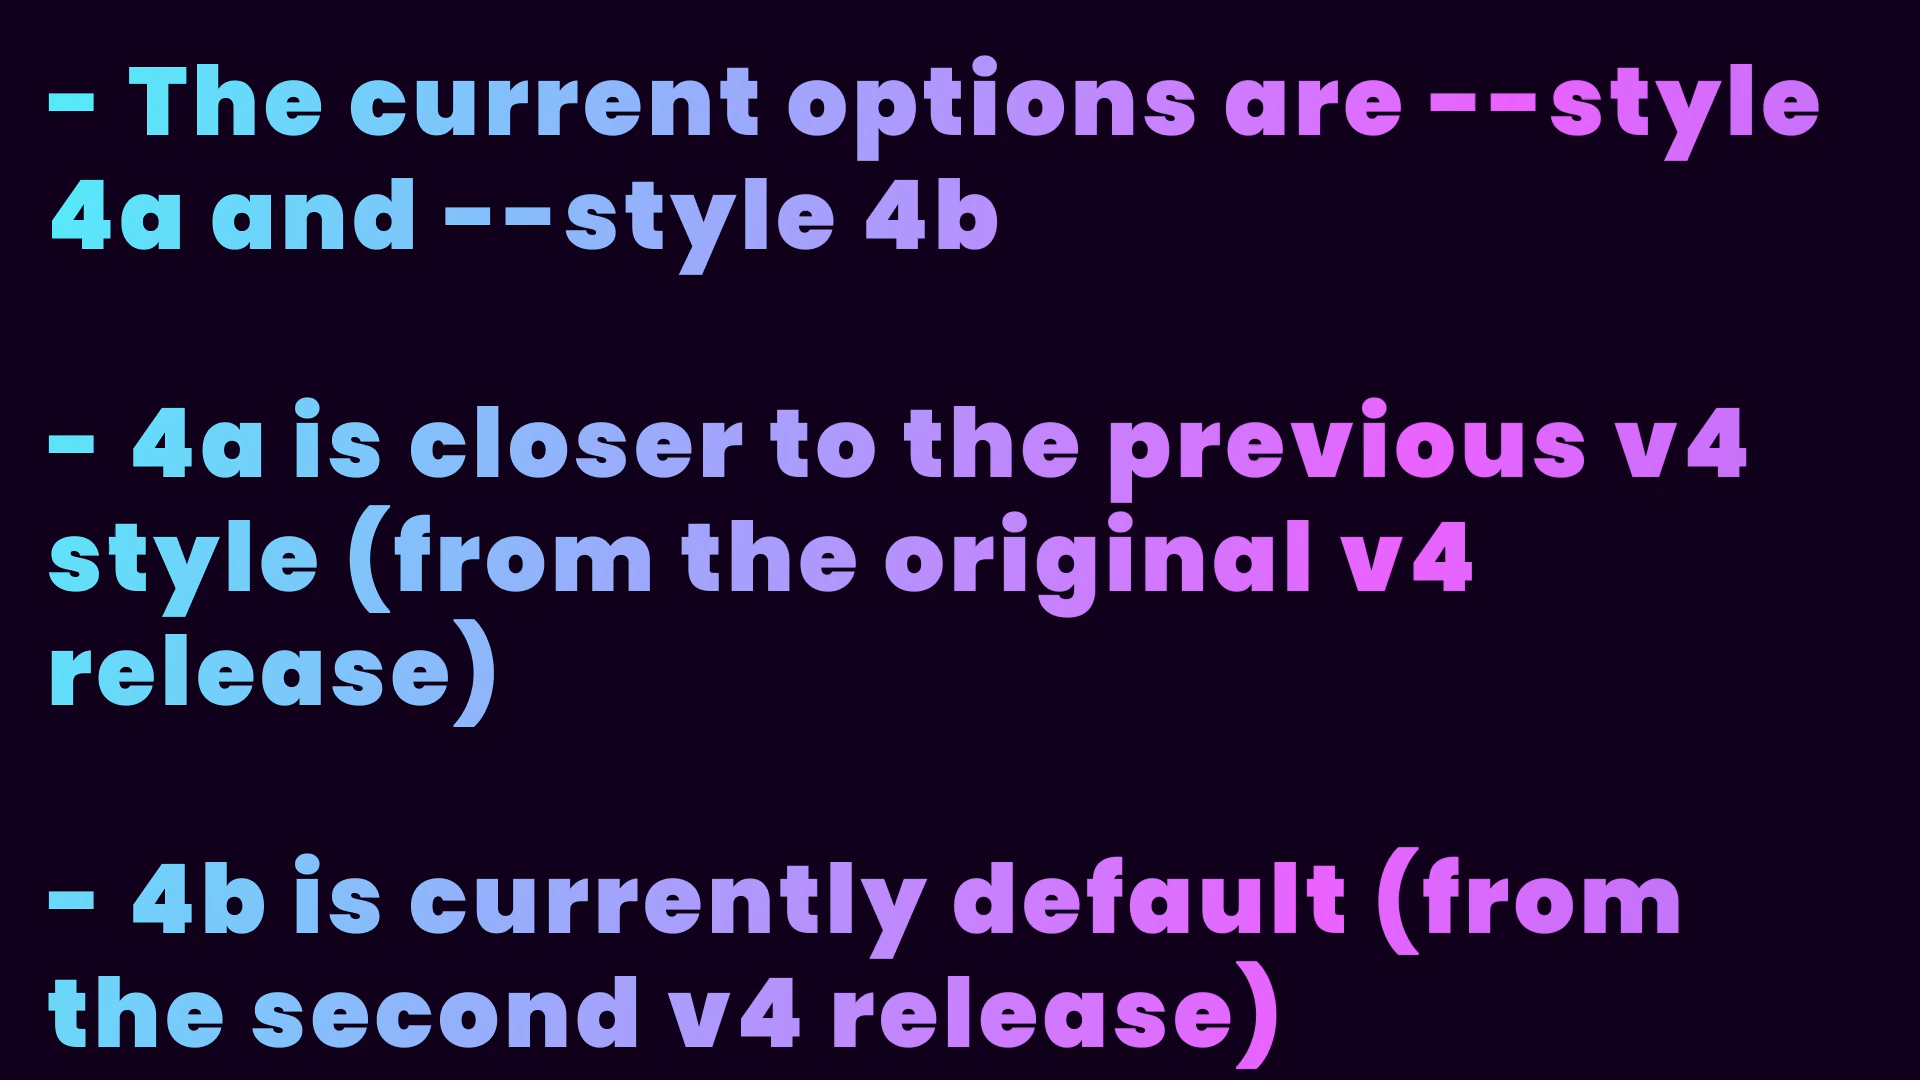 - The current options are --style
4a and --style 4b
- 4a is closer to the previous v4
style (from the original v4
release)
- 4b is currently default (from
the second v4 release)